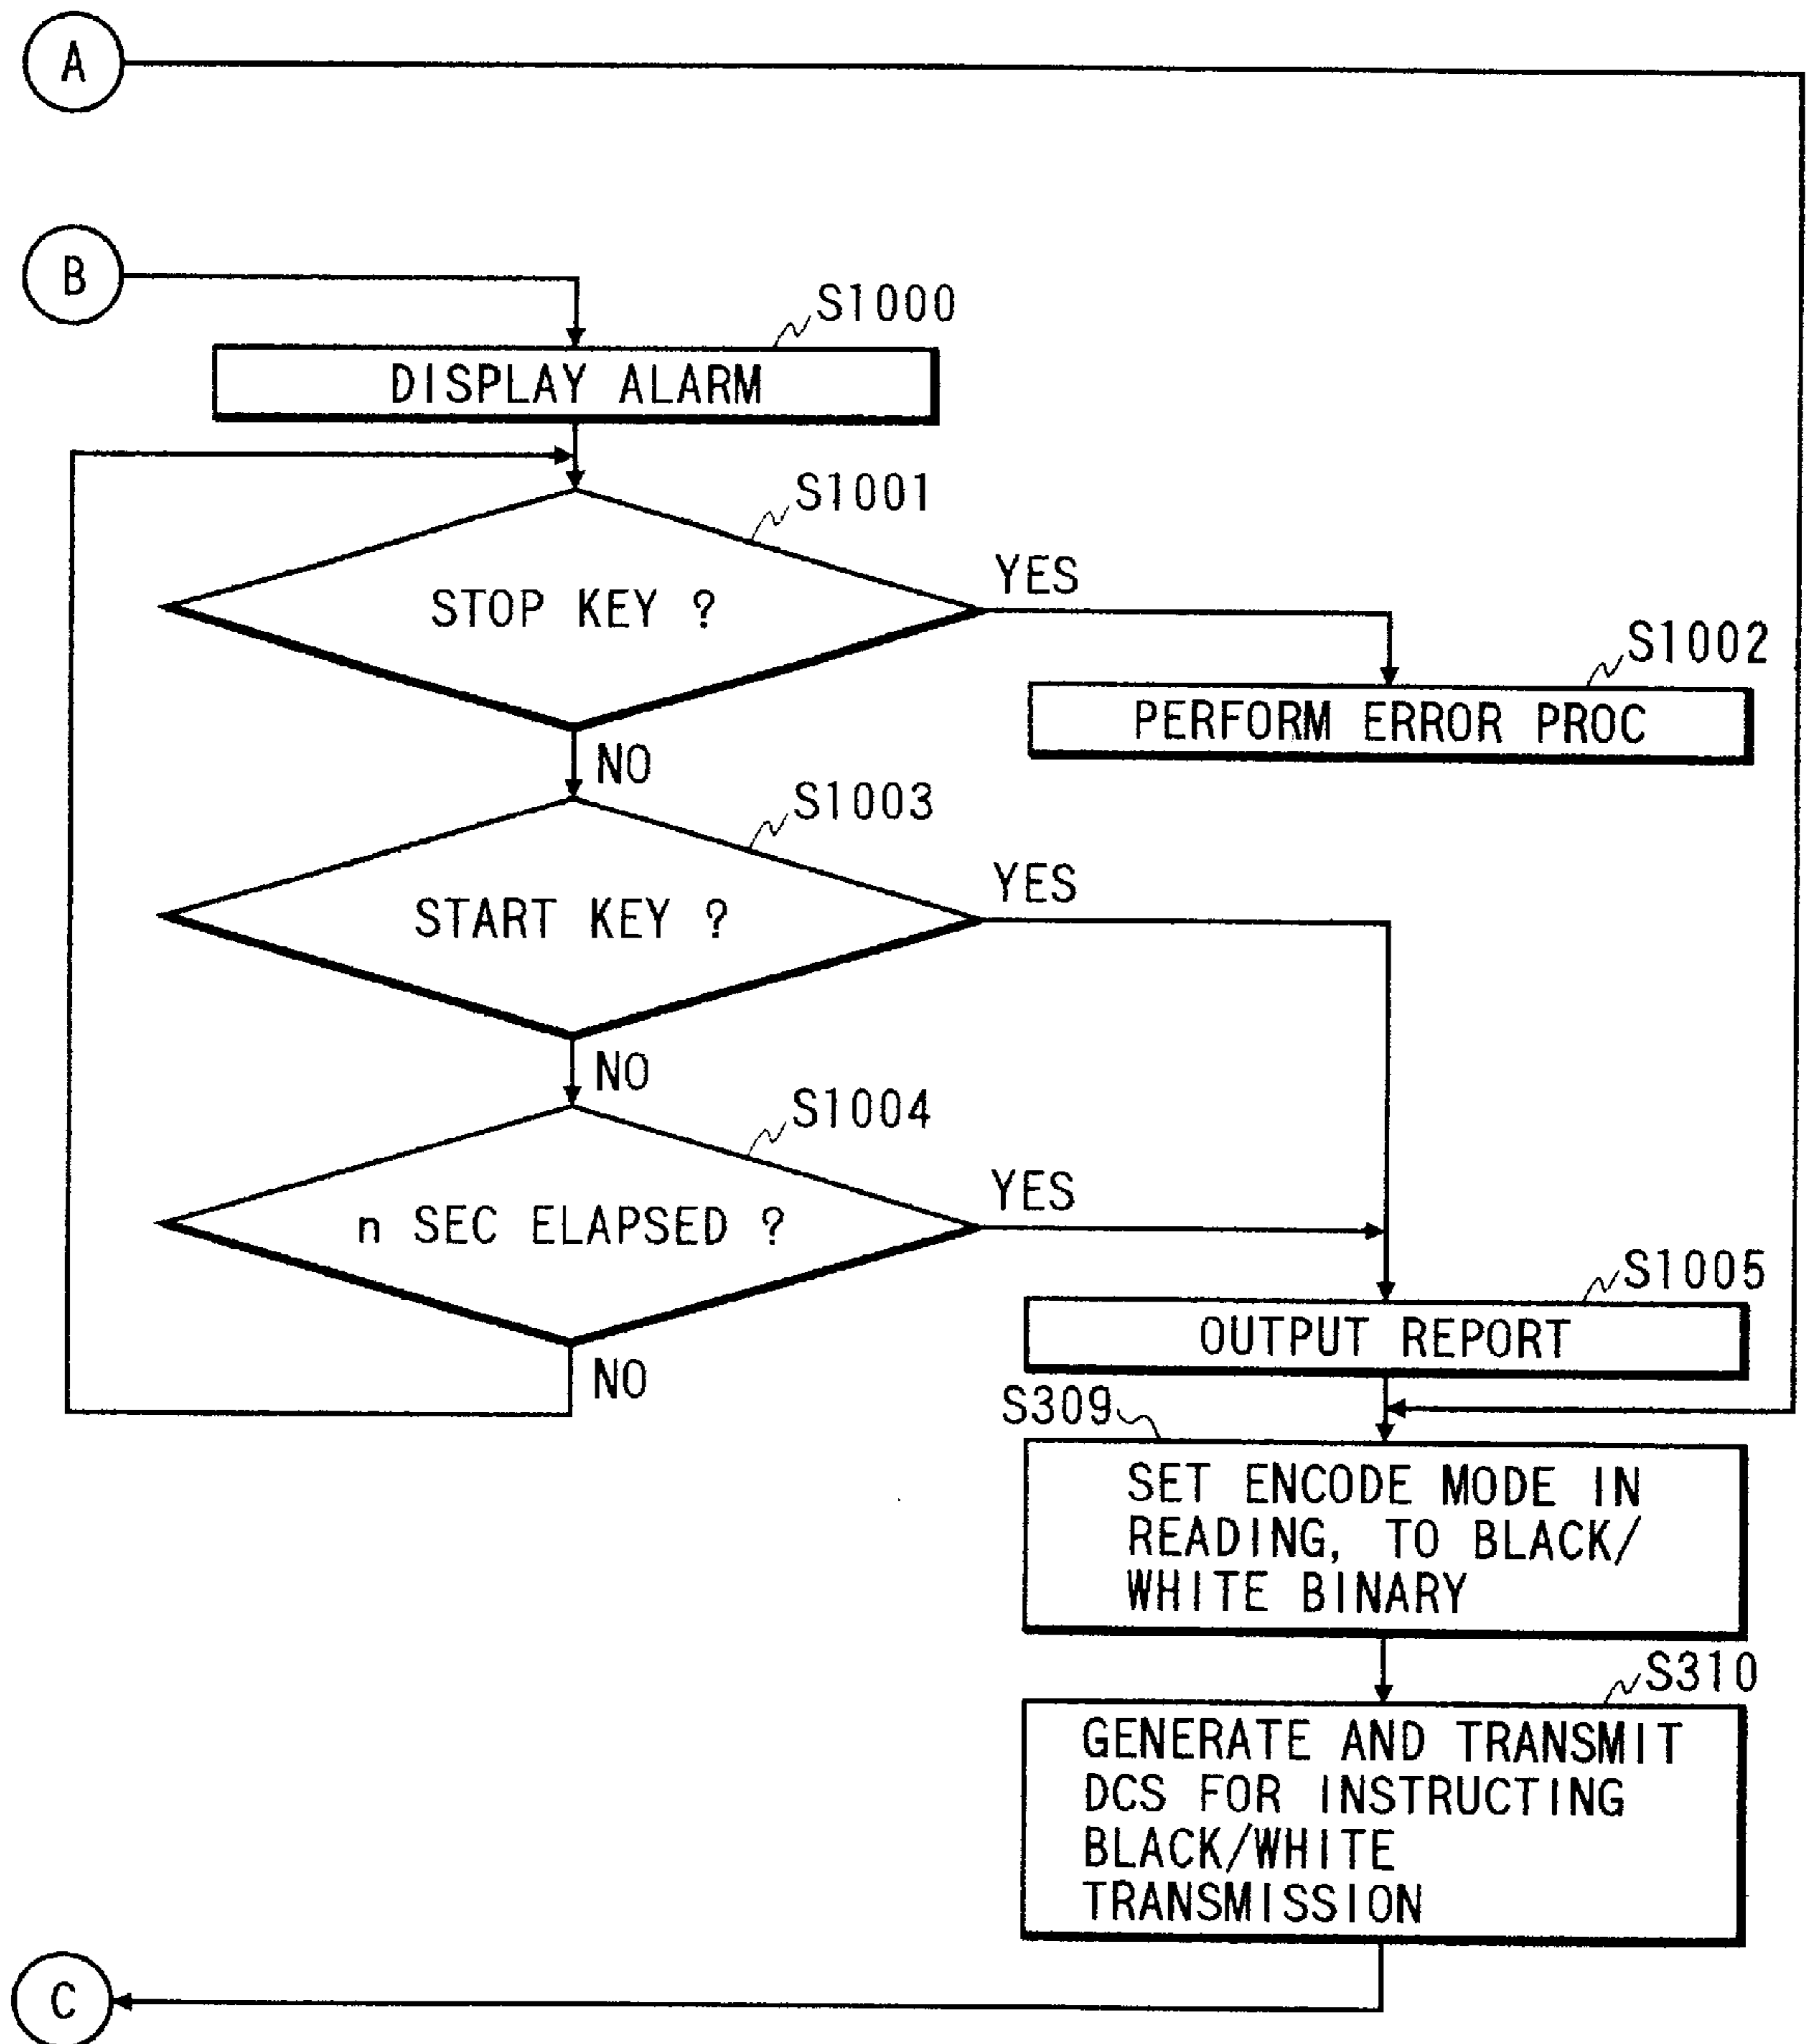 A
B
S1000
DISPLAY ALARM
S1001
STOP KEY ?
YES
S1002
PERFORM ERROR PROC
NO
S1003
START KEY ?
YES
NO
S1004
n SEC ELAPSED ?
YES
S1005
OUTPUT REPORT
NO
S309
SET ENCODE MODE IN
READING, TO BLACK/
WHITE BINARY
S310
GENERATE AND TRANSMIT
DCS FOR INSTRUCTING
BLACK/WHITE
TRANSMISSION
C